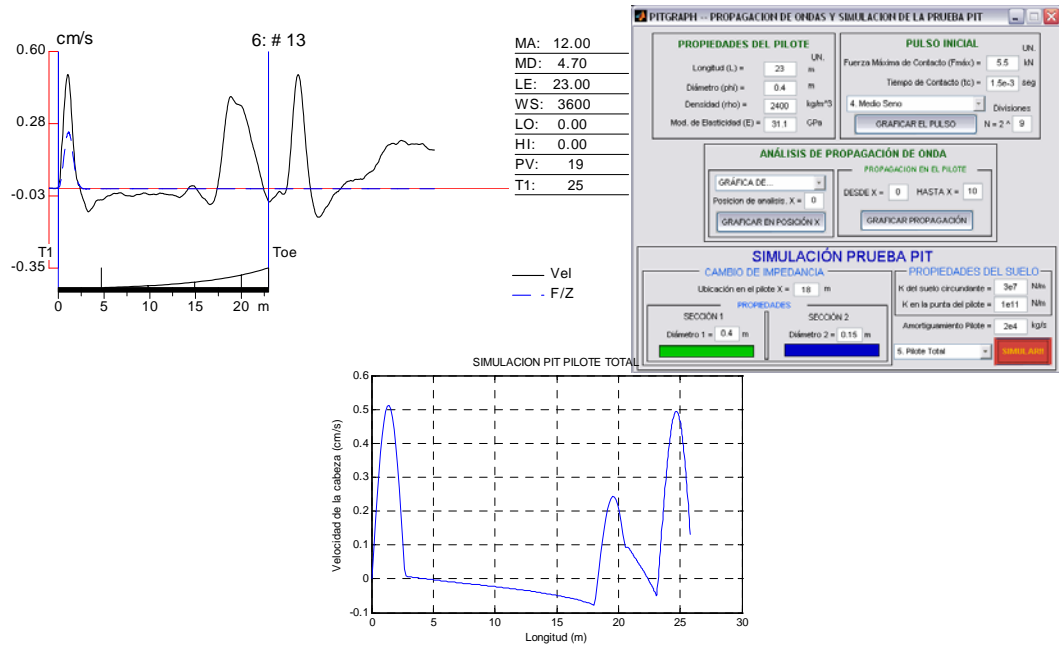 cm/s
6: # 13
0.60
0.28
-0.03
-0.35
T1
Toe
0 5 10 15 20 m
Vel
F/Z
MA: 12.00
MD: 4.70
LE: 23.00
WS: 3600
LO: 0.00
HI: 0.00
PV: 19
T1: 25
PITGRAPH -- PROPAGACION DE ONDAS Y SIMULACION DE LA PRUEBA PIT
PROPIEDADES DEL PILOTE
UN.
Longitud (L) = 23 m
Diámetro (phi) = 0.4 m
Densidad (rho) = 2400 kg/m^3
Mod. de Elasticidad (E) = 31.1 GPa
PULSO INICIAL
UN.
Fuerza Máxima de Contacto (Fmáx) = 5.5 kN
Tiempo de Contacto (tc) = 1.5e-3 seg
4. Medio Seno
Divisiones
GRAFICAR EL PULSO
N = 2 ^ 9
ANÁLISIS DE PROPAGACIÓN DE ONDA
GRÁFICA DE...
Posicion de analisis. X = 0
GRAFICAR EN POSICIÓN X
PROPAGACION EN EL PILOTE
DESDE X = 0 HASTA X = 10
GRAFICAR PROPAGACIÓN
SIMULACIÓN PRUEBA PIT
CAMBIO DE IMPEDANCIA
Ubicación en el pilote X = 18 m
PROPIEDADES
SECCIÓN 1
Diámetro 1 = 0.4 m
SECCIÓN 2
Diámetro 2 = 0.15 m
PROPIEDADES DEL SUELO
K del suelo circundante = 3e7 N/m
K en la punta del pilote = 1e11 N/m
Amortiguamiento Pilote = 2e4 kg/s
5. Pilote Total
SIMULAR!!
SIMULACION PIT PILOTE TOTAL
0.6
0.5
0.4
0.3
0.2
0.1
0
-0.1
Velocidad de la cabeza (cm/s)
0 5 10 15 20 25 30
Longitud (m)